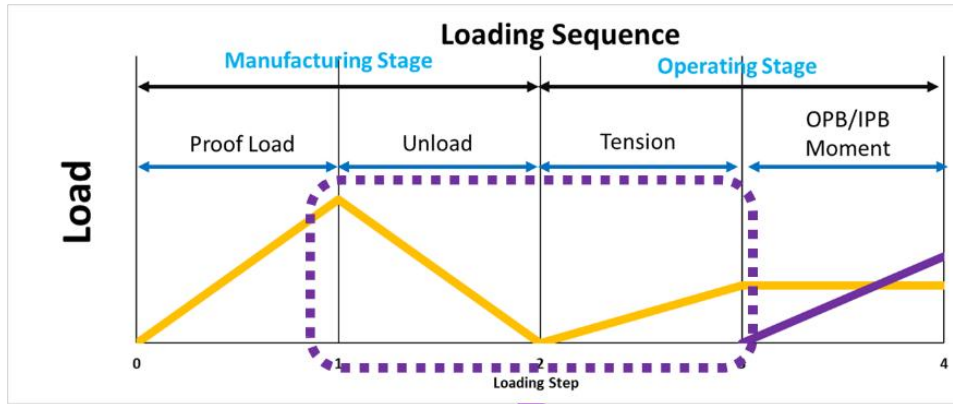 Loading Sequence
Manufacturing Stage
Operating Stage
Proof Load
Unload
Tension
OPB/IPB
Moment
Load
0
1
2
4
Loading Step